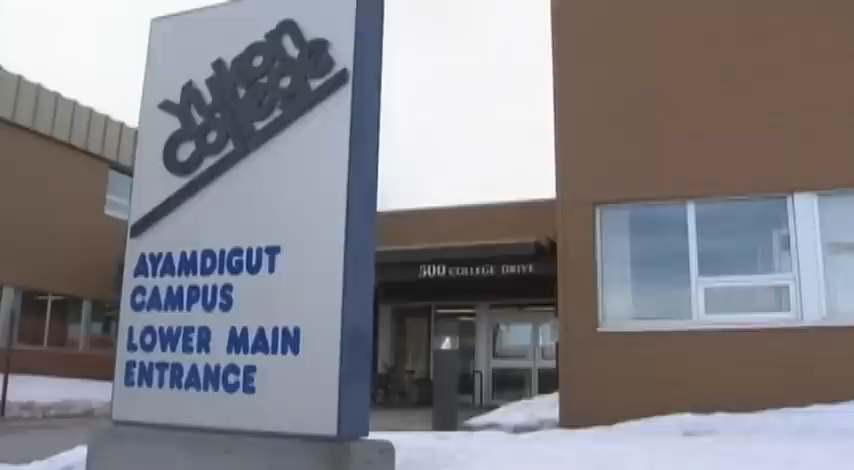 Yukon
College
AYAMDIGUT
CAMPUS
LOWER MAIN
ENTRANCE
500 COLLEGE DRIVE